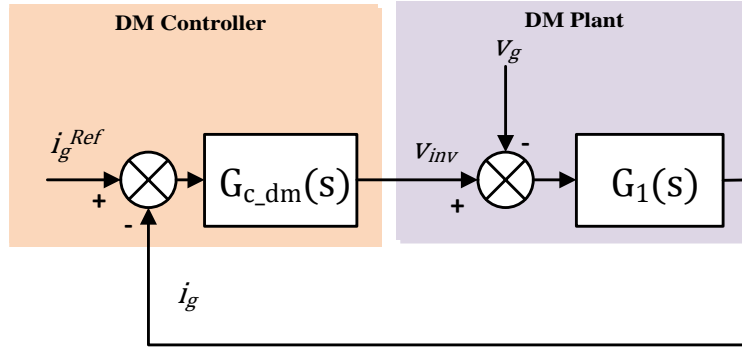 DM Controller
DM Plant
v_g
-
i_g^Ref
+
-
G_c_dm(s)
v_inv
+
G_1(s)
i_g